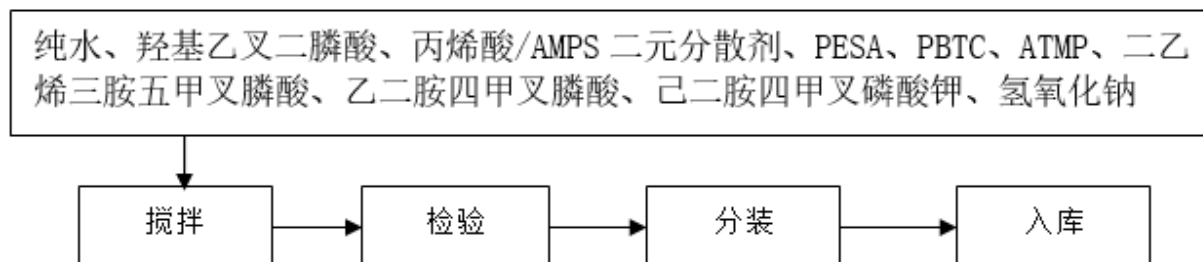 纯水、羟基乙叉二膦酸、丙烯酸/AMPS 二元分散剂、PESA、PBTC、ATMP、二乙
烯三胺五甲叉膦酸、乙二胺四甲叉膦酸、己二胺四甲叉磷酸钾、氢氧化钠
搅拌
检验
分装
入库